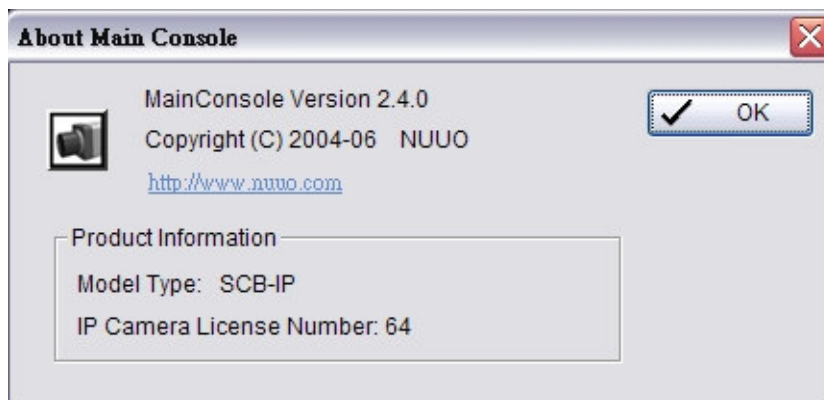 About Main Console
MainConsole Version 2.4.0
OK
Copyright (C) 2004-06 NUUO
http://www.nuuo.com
Product Information
Model Type: SCB-IP
IP Camera License Number: 64